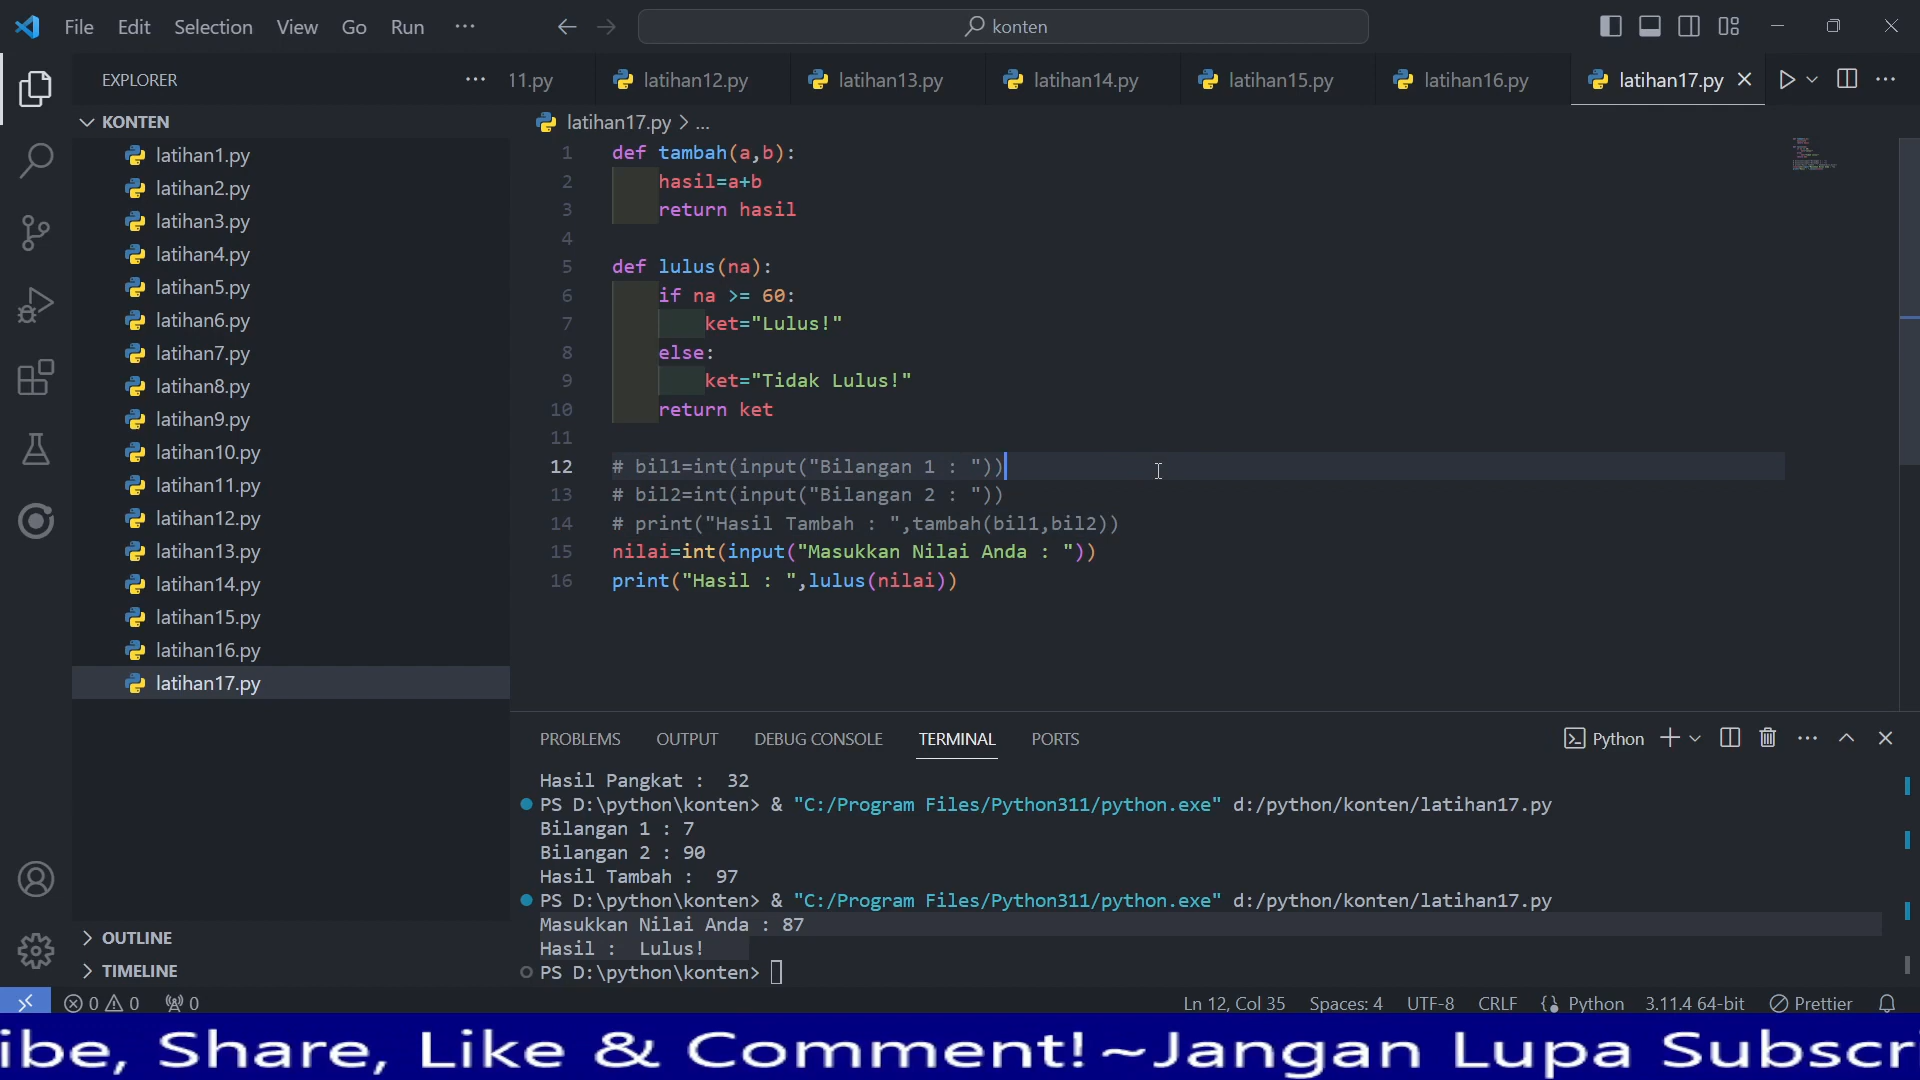 File Edit Selection View Go Run ··· konten
EXPLORER ··· 11.py latihan12.py latihan13.py latihan14.py latihan15.py latihan16.py latihan17.py
KONTEN
latihan1.py
latihan2.py
latihan3.py
latihan4.py
latihan5.py
latihan6.py
latihan7.py
latihan8.py
latihan9.py
latihan10.py
latihan11.py
latihan12.py
latihan13.py
latihan14.py
latihan15.py
latihan16.py
latihan17.py
OUTLINE
TIMELINE
latihan17.py > ...
1 def tambah(a,b):
2 hasil=a+b
3 return hasil
4
5 def lulus(na):
6 if na >= 60:
7 ket="Lulus!"
8 else:
9 ket="Tidak Lulus!"
10 return ket
11
12 # bil1=int(input("Bilangan 1 : "))
13 # bil2=int(input("Bilangan 2 : "))
14 # print("Hasil Tambah : ",tambah(bil1,bil2))
15 nilai=int(input("Masukkan Nilai Anda : "))
16 print("Hasil : ",lulus(nilai))
PROBLEMS OUTPUT DEBUG CONSOLE TERMINAL PORTS Python
Hasil Pangkat :  32
PS D:\python\konten> & "C:/Program Files/Python311/python.exe" d:/python/konten/latihan17.py
Bilangan 1 : 7
Bilangan 2 : 90
Hasil Tambah :  97
PS D:\python\konten> & "C:/Program Files/Python311/python.exe" d:/python/konten/latihan17.py
Masukkan Nilai Anda : 87
Hasil :  Lulus!
PS D:\python\konten>
0 0 0 Ln 12, Col 35 Spaces: 4 UTF-8 CRLF Python 3.11.4 64-bit Prettier
ibe, Share, Like & Comment! ~Jangan Lupa Subscr